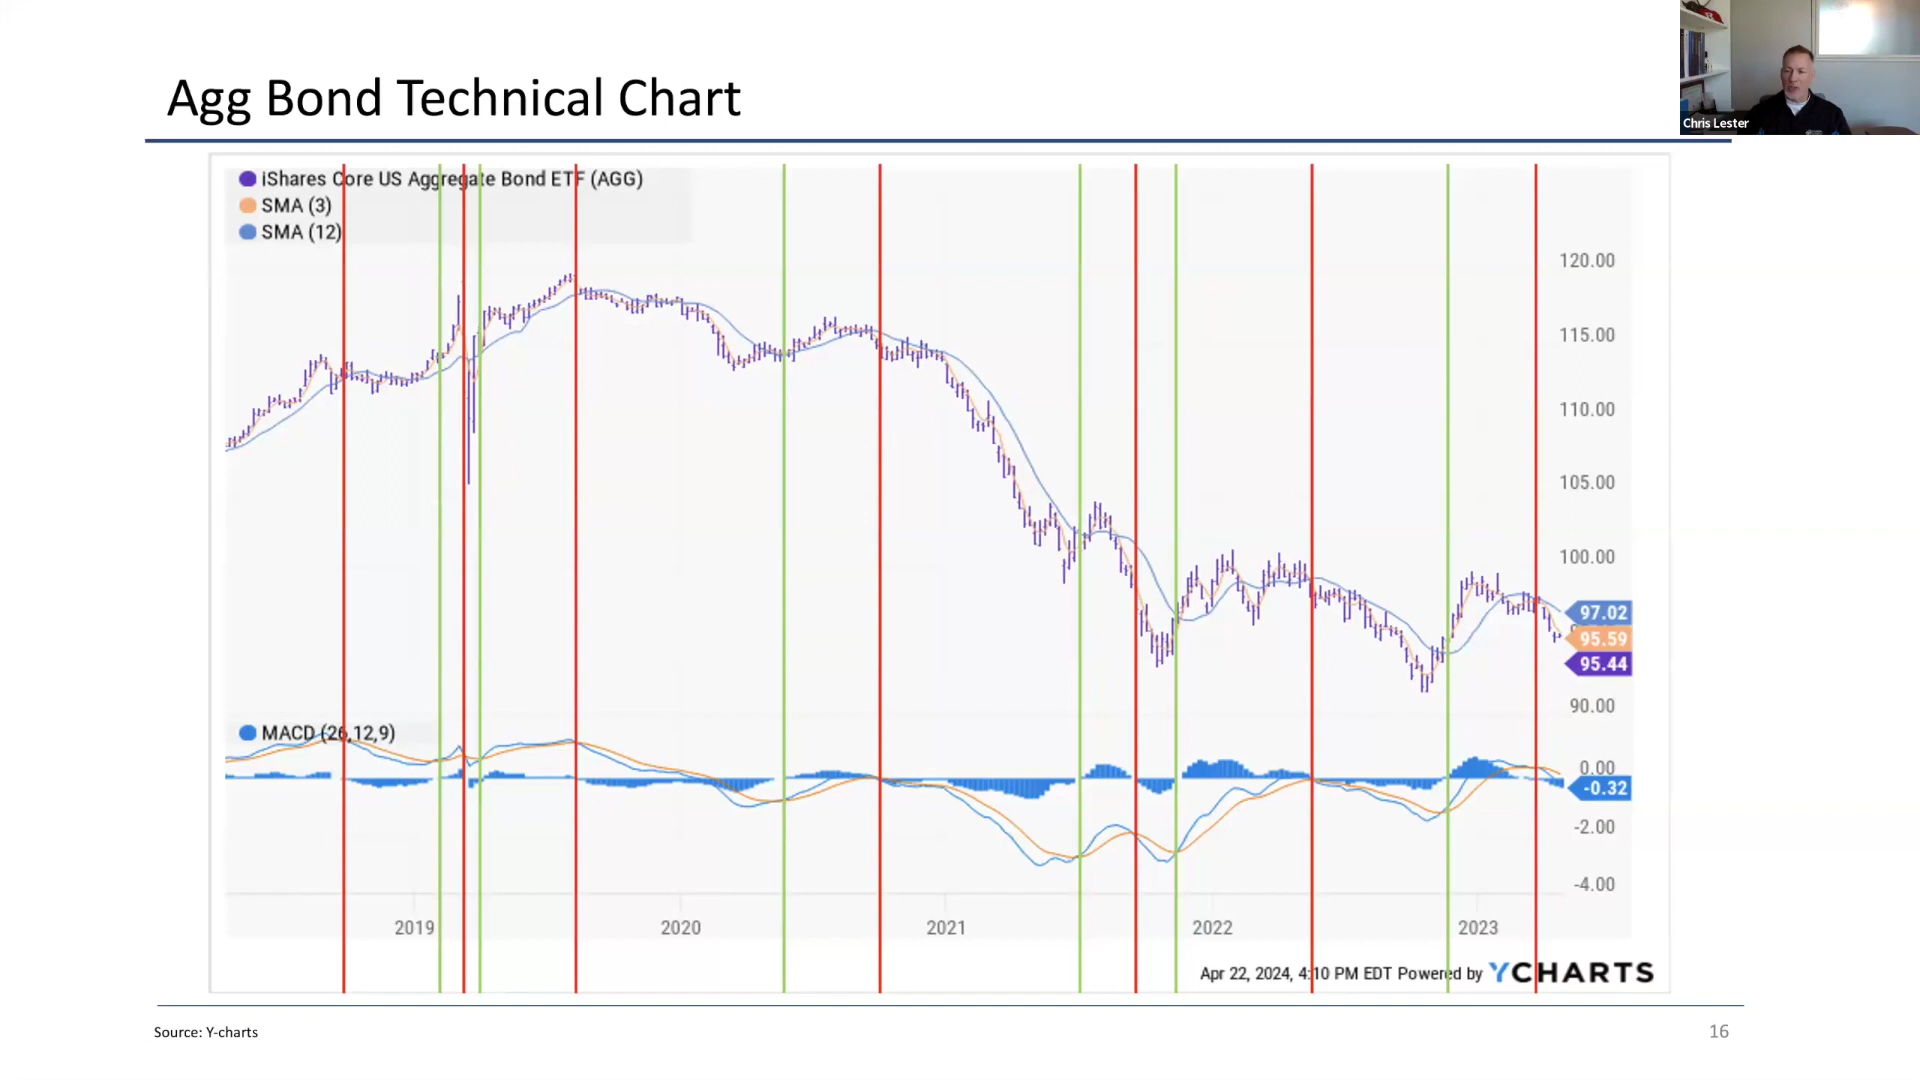 Agg Bond Technical Chart
Chris Lester
iShares Core US Aggregate Bond ETF (AGG)
SMA (3)
SMA (12)
120.00
115.00
110.00
105.00
100.00
97.02
95.59
95.44
90.00
MACD (26,12,9)
0.00
-0.32
-2.00
-4.00
2019 2020 2021 2022 2023
Apr 22, 2024, 4:10 PM EDT Powered by YCHARTS
Source: Y-charts
16